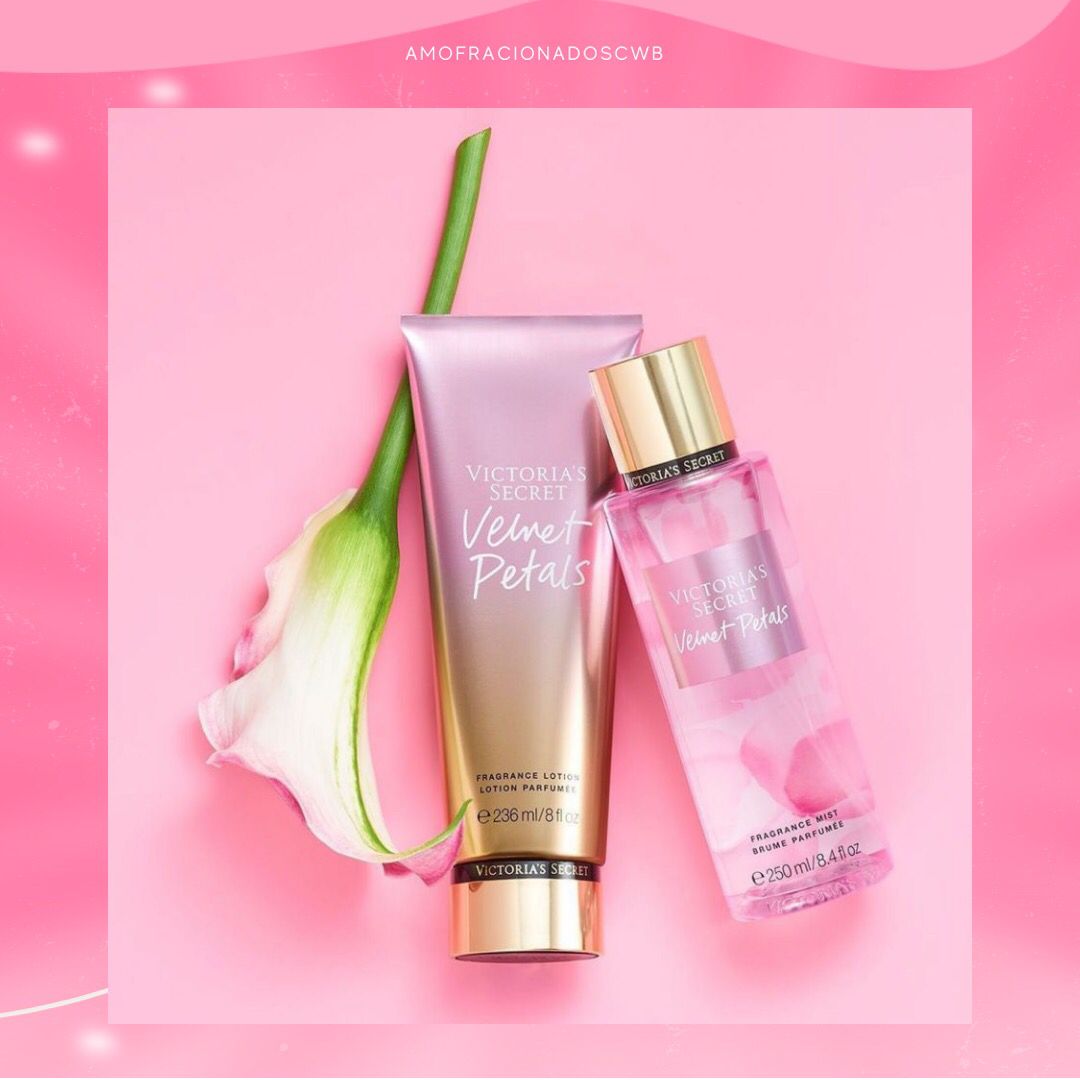 AMOFRACIONADOSCWB
VICTORIA'S
SECRET
Velvet
Petals
FRAGRANCE LOTION
LOTION PARFUMÉE
e 236 ml/8 fl oz
VICTORIA'S SECRET
VICTORIA'S SECRET
VICTORIA'S
SECRET
Velvet Petals
FRAGRANCE MIST
BRUME PARFUMÉE
e 250 ml/8.4 fl oz